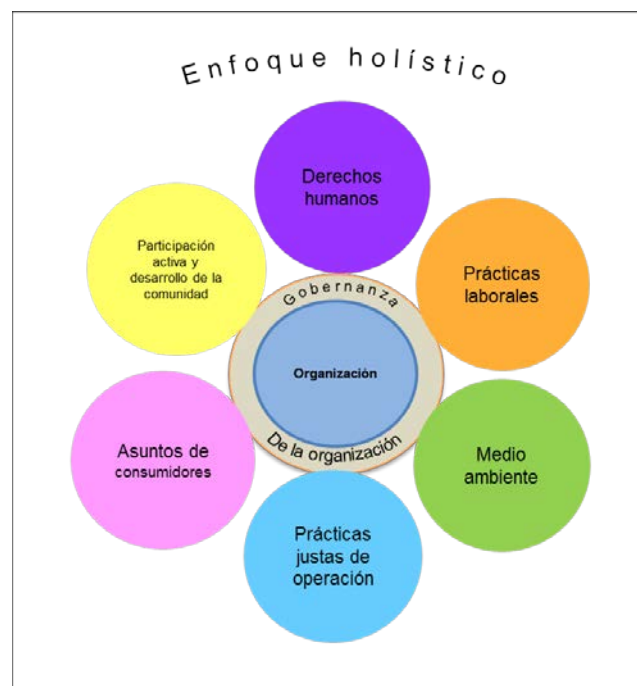 Enfoque holístico
Derechos
humanos
Participación
activa y
desarrollo de la
comunidad
Prácticas
laborales
Gobernanza
Organización
De la organización
Asuntos de
consumidores
Medio
ambiente
Prácticas
justas de
operación